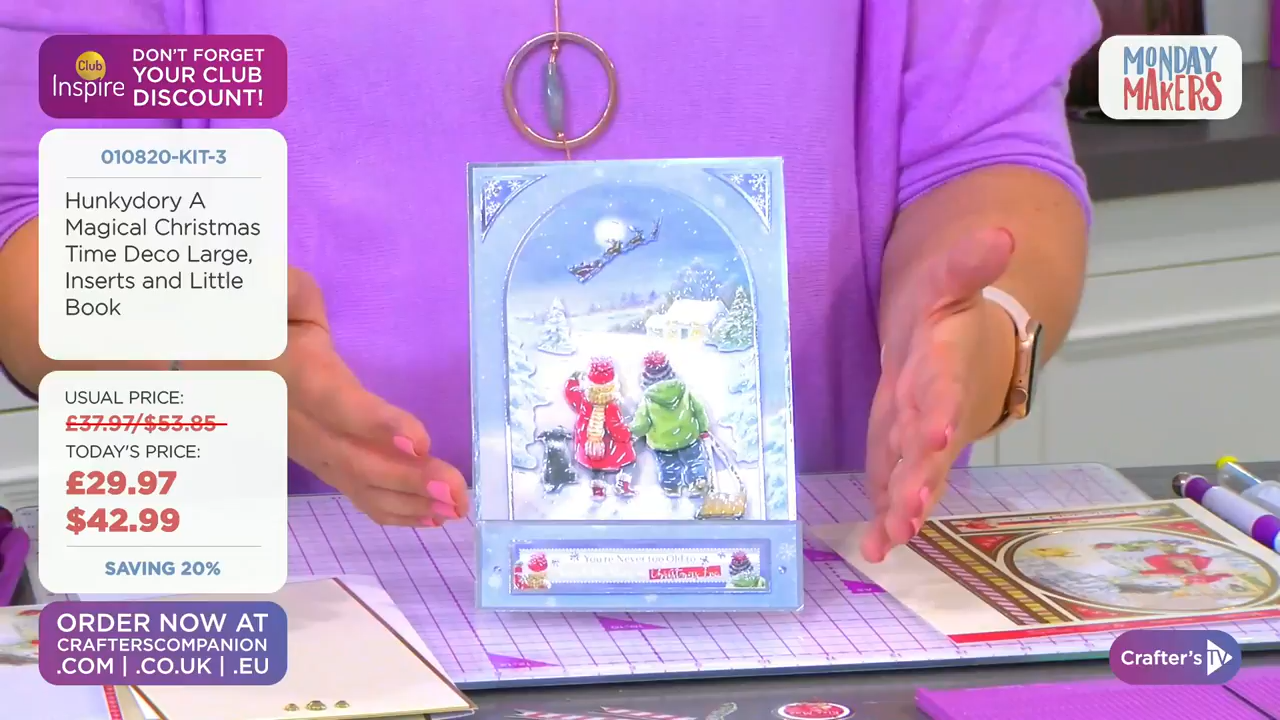 Club
Inspire
DON'T FORGET
YOUR CLUB
DISCOUNT!
010820-KIT-3
Hunkydory A
Magical Christmas
Time Deco Large,
Inserts and Little
Book
USUAL PRICE:
£37.97/$53.85
TODAY'S PRICE:
£29.97
$42.99
SAVING 20%
ORDER NOW AT
CRAFTERSCOMPANION
.COM | .CO.UK | .EU
MONDAY
MAKERS
You're Never too Old to
Christmas
Crafter's TV